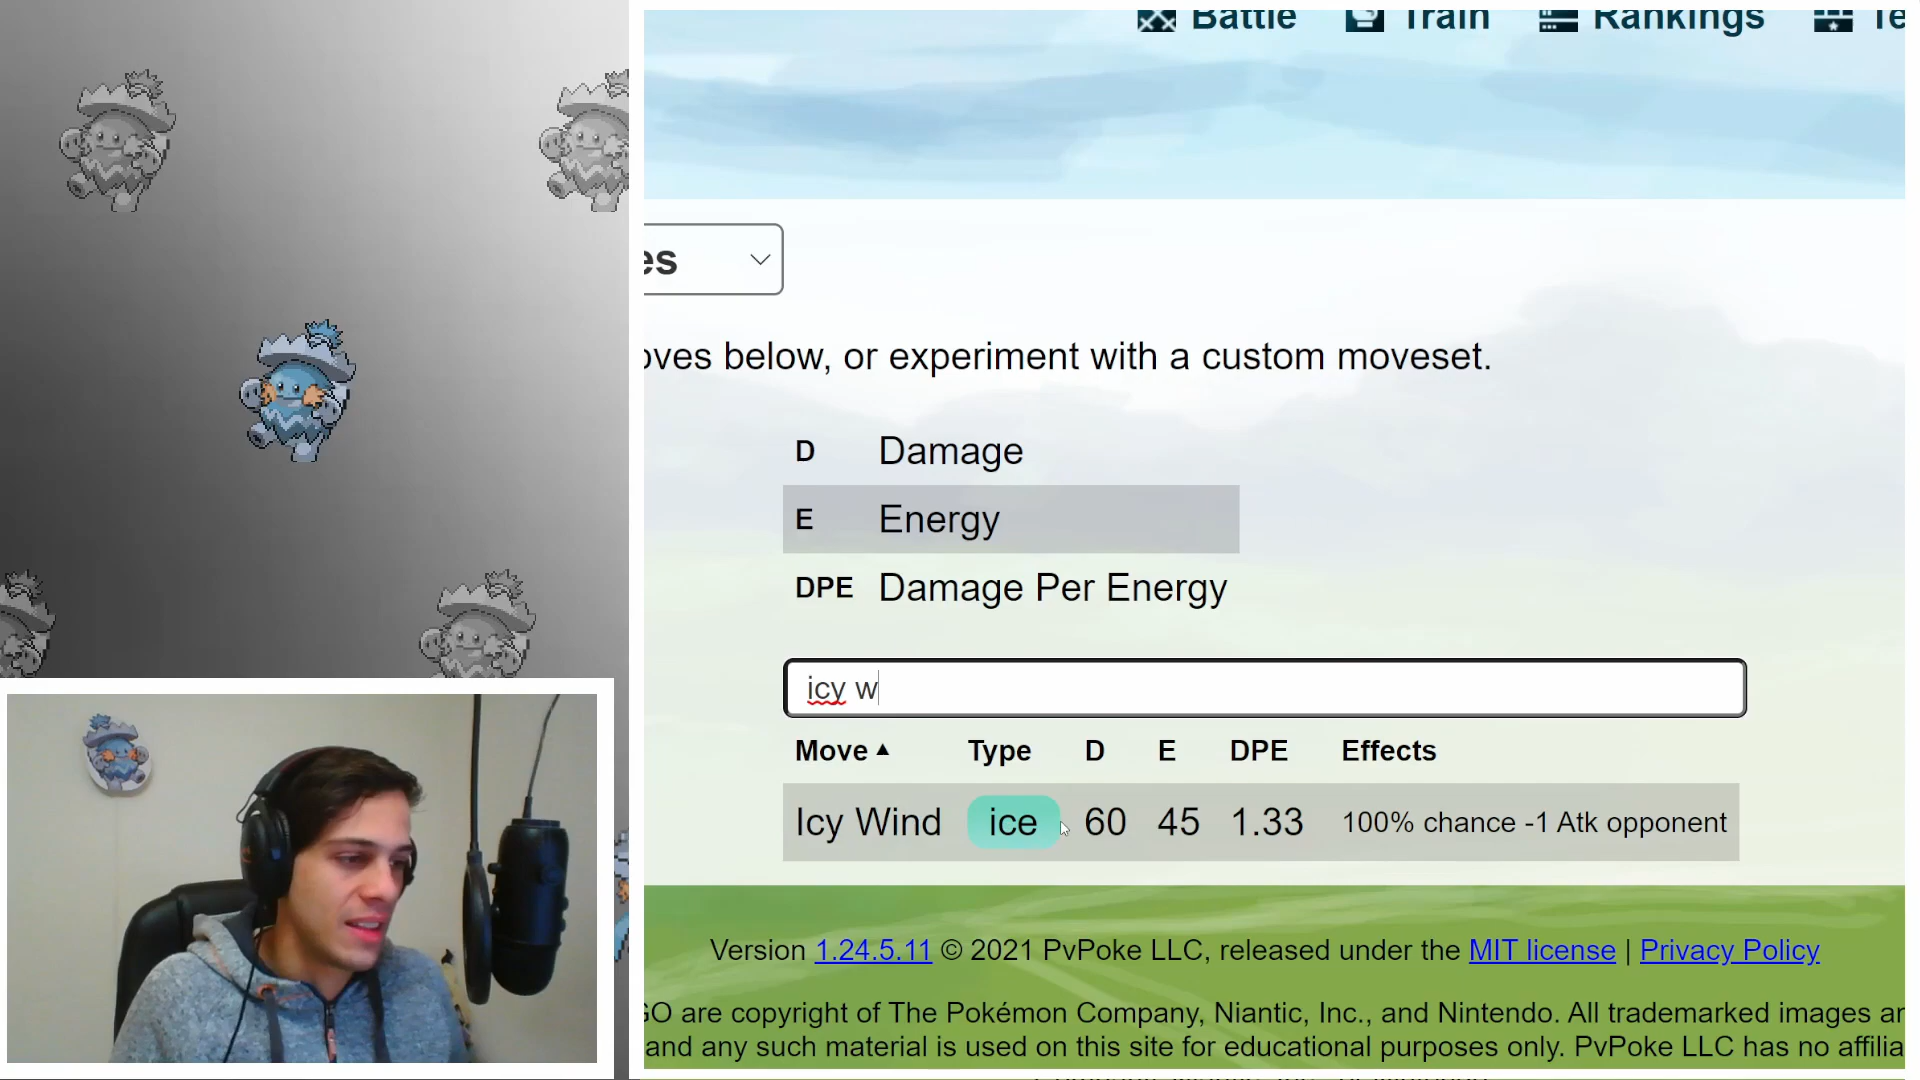 Battle Train Rankings
es
oves below, or experiment with a custom moveset.
D Damage
E Energy
DPE Damage Per Energy
icy w
Move ▲ Type D E DPE Effects
Icy Wind ice 60 45 1.33 100% chance -1 Atk opponent
Version 1.24.5.11 © 2021 PvPoke LLC, released under the MIT license | Privacy Policy
GO are copyright of The Pokémon Company, Niantic, Inc., and Nintendo. All trademarked images ar
and any such material is used on this site for educational purposes only. PvPoke LLC has no affilia